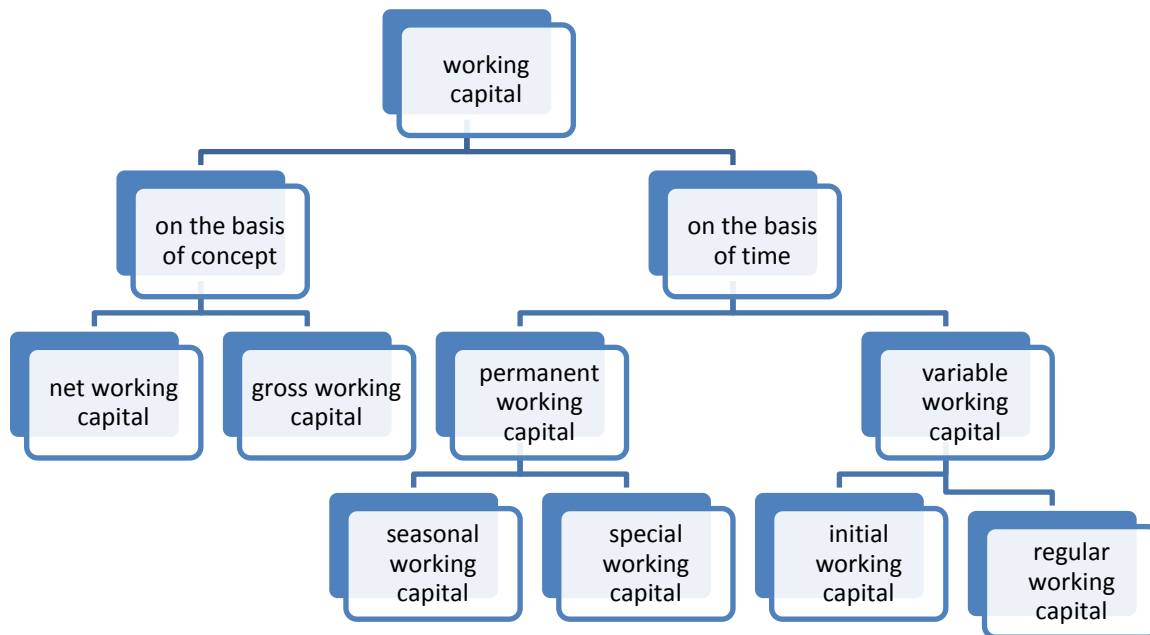 working
capital
on the basis
of concept
on the basis
of time
net working
capital
gross working
capital
permanent
working
capital
variable
working
capital
seasonal
working
capital
special
working
capital
initial
working
capital
regular
working
capital